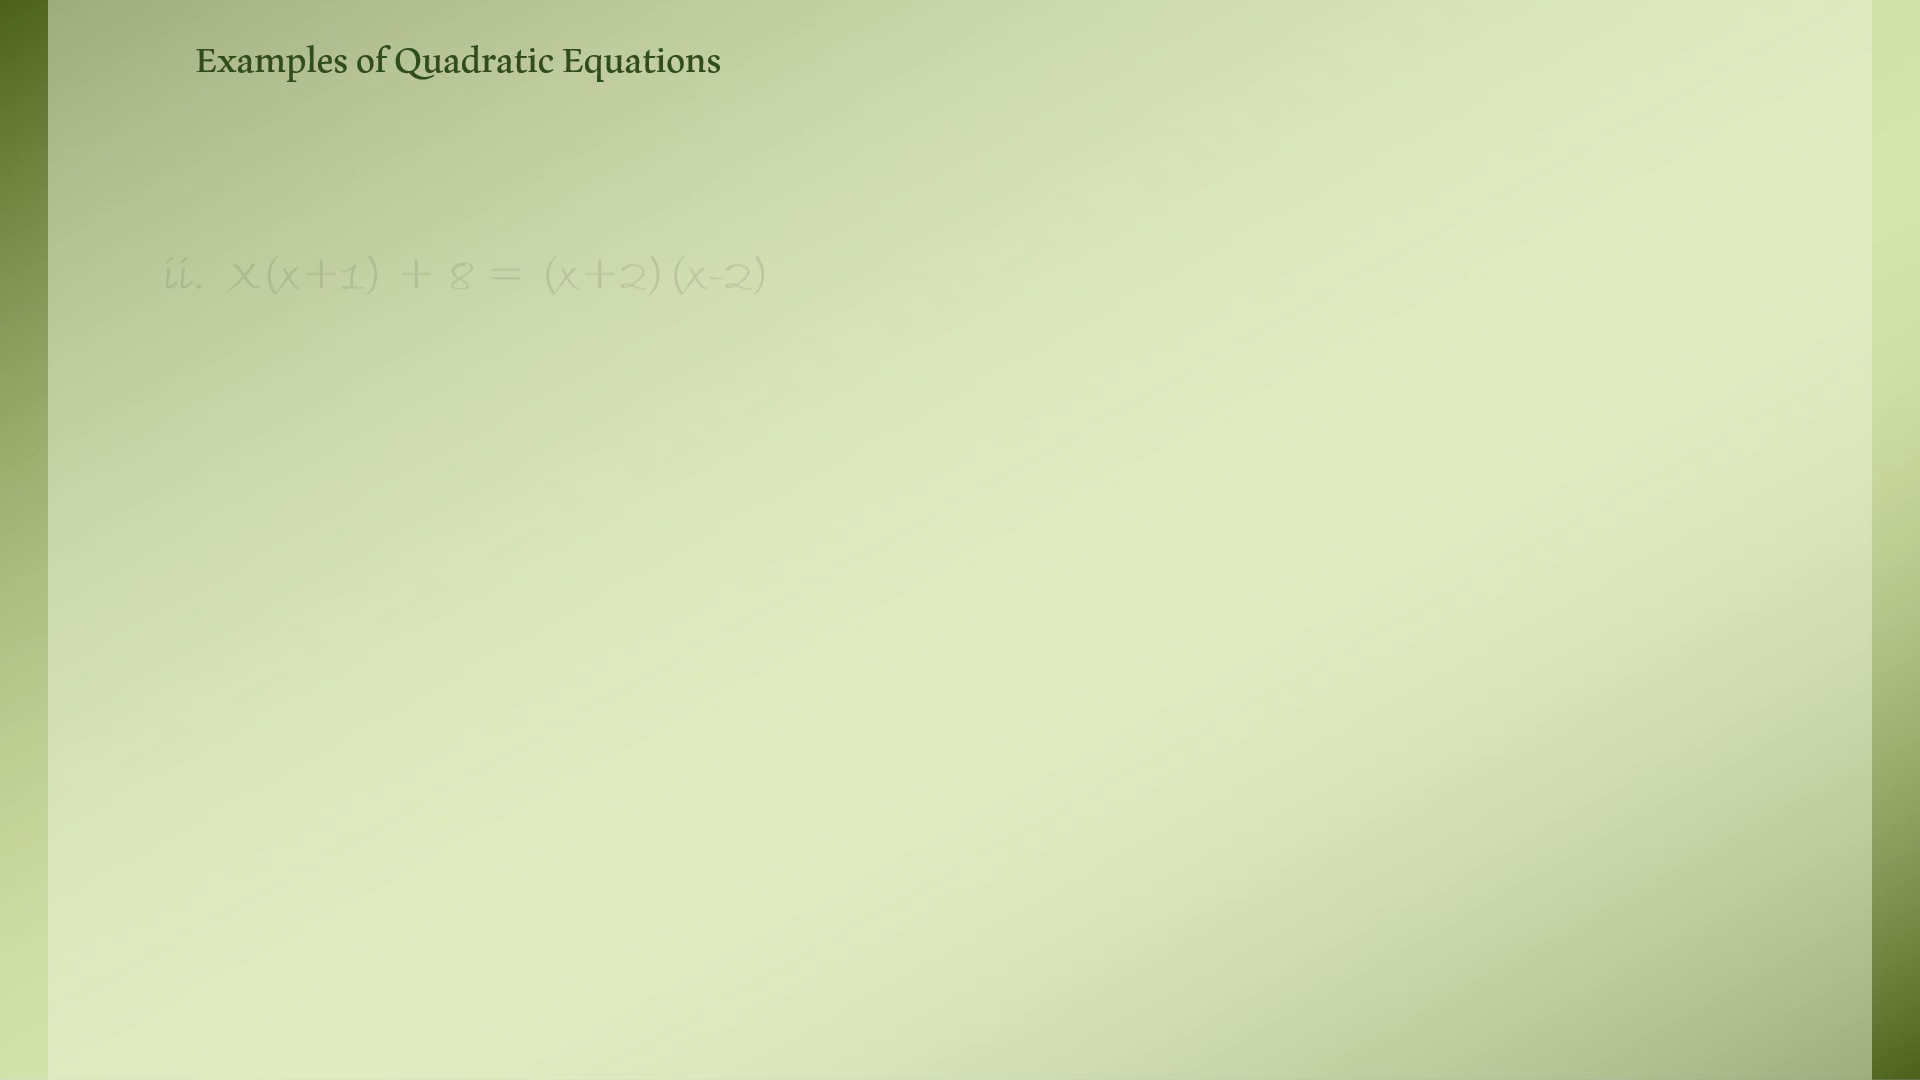 Examples of Quadratic Equations
ii. X(x+1) + 8 = (x+2)(x-2)